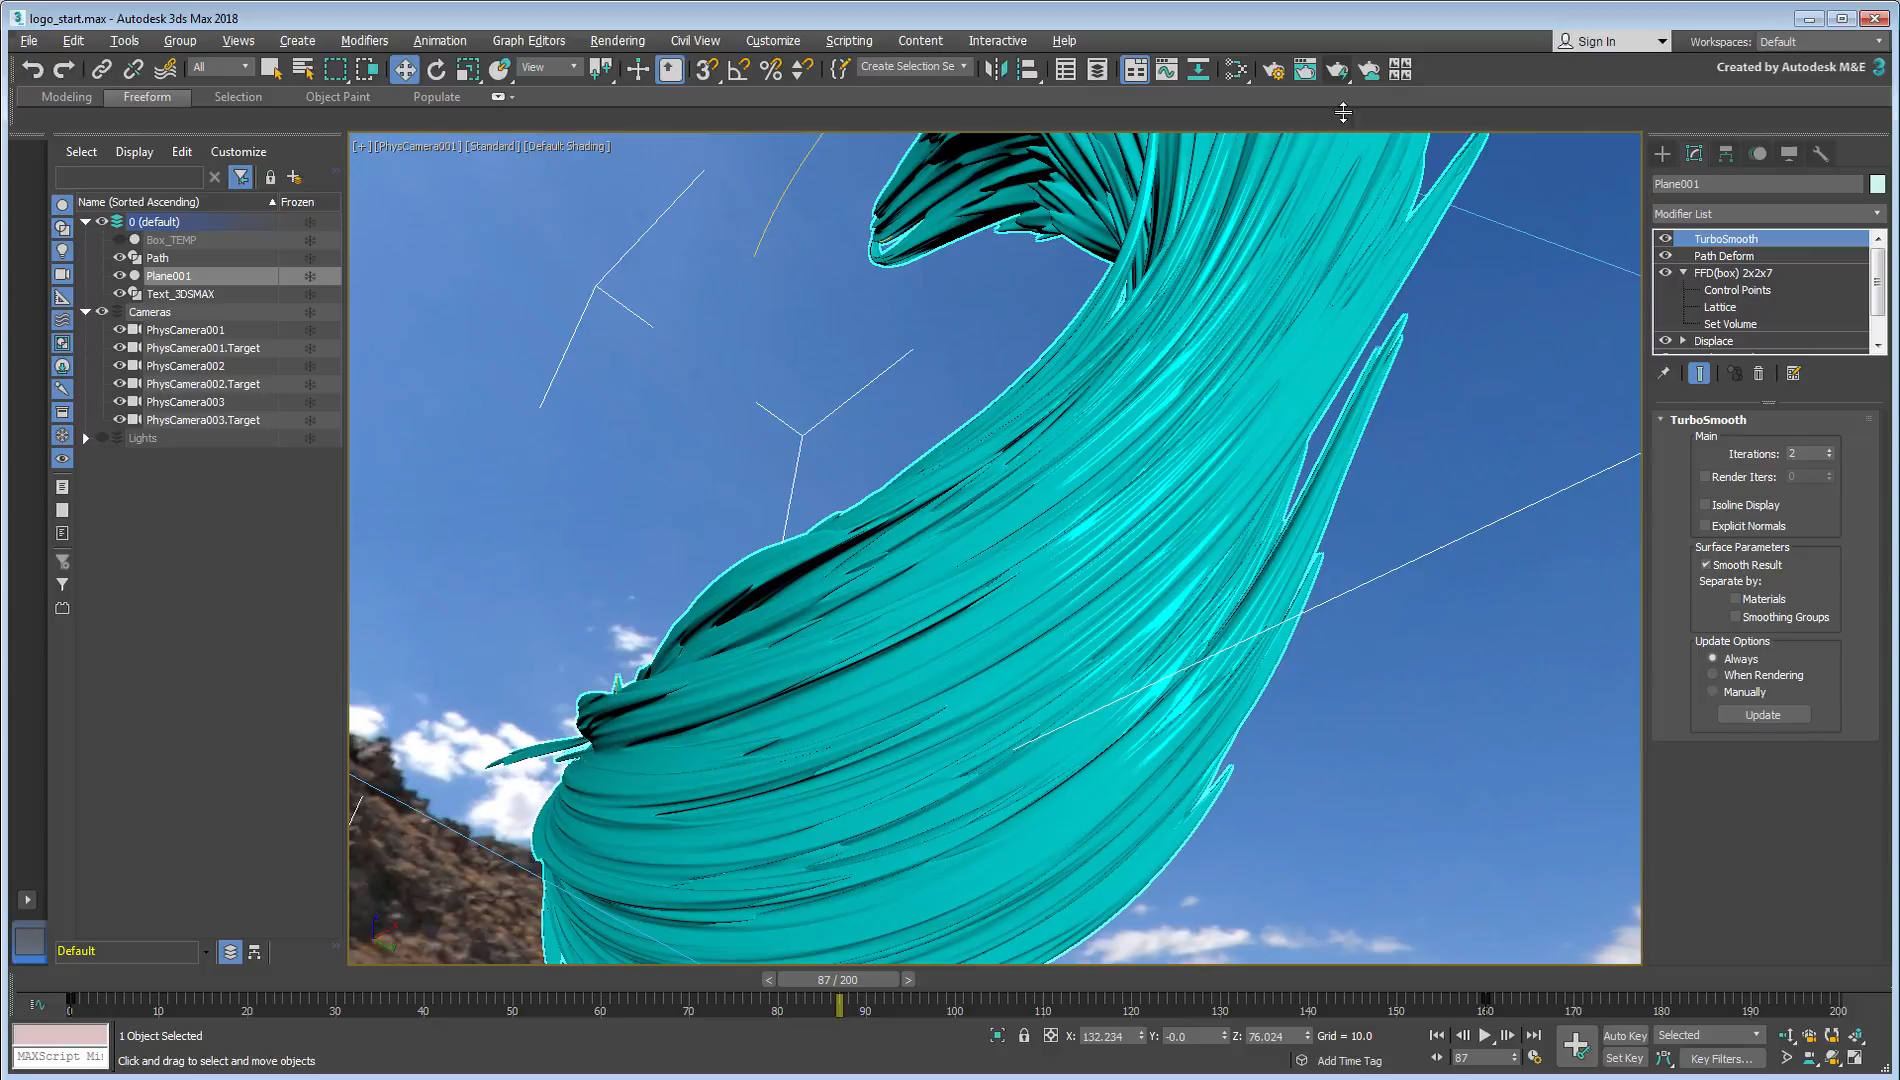 logo_start.max - Autodesk 3ds Max 2018
File Edit Tools Group Views Create Modifiers Animation Graph Editors Rendering Civil View Customize Scripting Content Interactive Help
Sign In
Workspaces: Default
All
View
Create Selection Se
Created by Autodesk M&E
Modeling Freeform Selection Object Paint Populate
Select Display Edit Customize
Name (Sorted Ascending) Frozen
0 (default)
Box_TEMP
Path
Plane001
Text_3DSMAX
Cameras
PhysCamera001
PhysCamera001.Target
PhysCamera002
PhysCamera002.Target
PhysCamera003
PhysCamera003.Target
Lights
Default
[+] [PhysCamera001] [Standard] [Default Shading]
Plane001
Modifier List
TurboSmooth
Path Deform
FFD(box) 2x2x7
Control Points
Lattice
Set Volume
Displace
TurboSmooth
Main
Iterations: 2
Render Iters: 0
Isoline Display
Explicit Normals
Surface Parameters
Smooth Result
Separate by:
Materials
Smoothing Groups
Update Options
Always
When Rendering
Manually
Update
< 87 / 200 >
0 10 20 30 40 50 60 70 80 90 100 110 120 130 140 150 160 170 180 190 200
1 Object Selected
X: 132.234 Y: -0.0 Z: 76.024 Grid = 10.0
Auto Key Selected
MAXScript Mi
Click and drag to select and move objects
Add Time Tag
87
Set Key Key Filters...